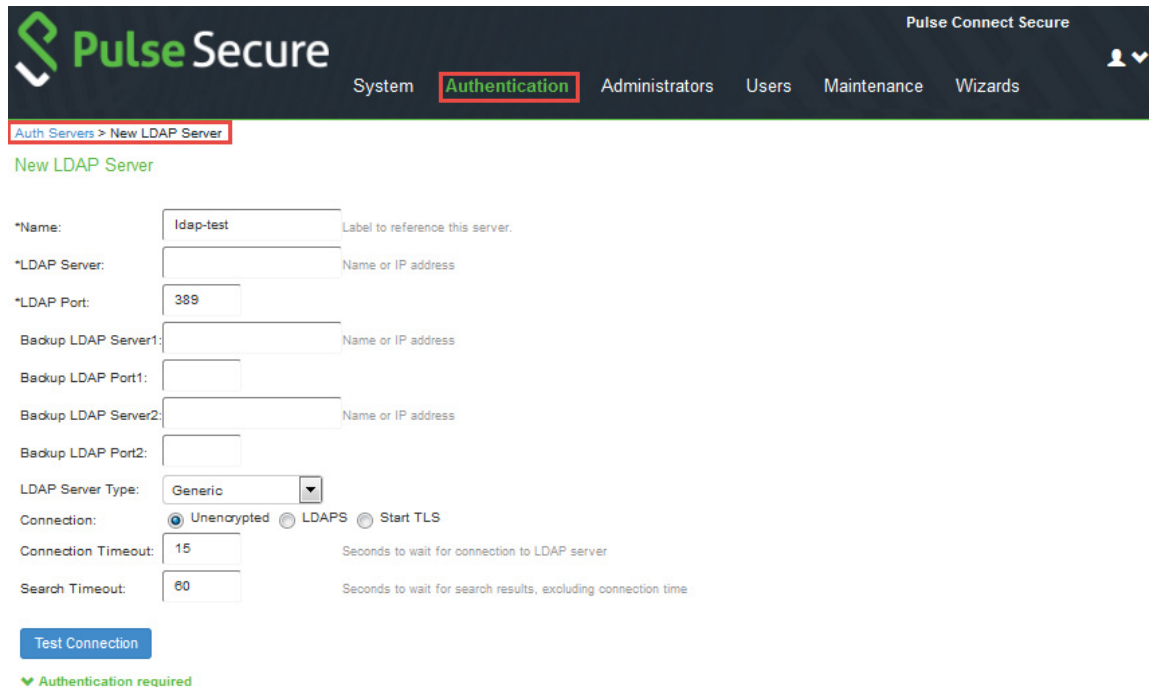 Pulse Connect Secure
Pulse Secure
System Authentication Administrators Users Maintenance Wizards
Auth Servers > New LDAP Server
New LDAP Server
*Name: ldap-test Label to reference this server.
*LDAP Server: Name or IP address
*LDAP Port: 389
Backup LDAP Server1: Name or IP address
Backup LDAP Port1:
Backup LDAP Server2: Name or IP address
Backup LDAP Port2:
LDAP Server Type: Generic
Connection: Unencrypted LDAPS Start TLS
Connection Timeout: 15 Seconds to wait for connection to LDAP server
Search Timeout: 60 Seconds to wait for search results, excluding connection time
Test Connection
Authentication required